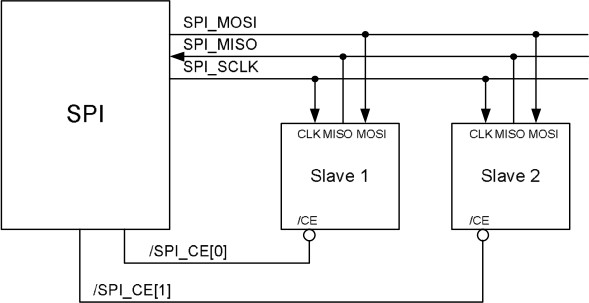 SPI_MOSI
SPI_MISO
SPI_SCLK
SPI
CLK MISO MOSI
Slave 1
/CE
CLK MISO MOSI
Slave 2
/CE
/SPI_CE[0]
/SPI_CE[1]